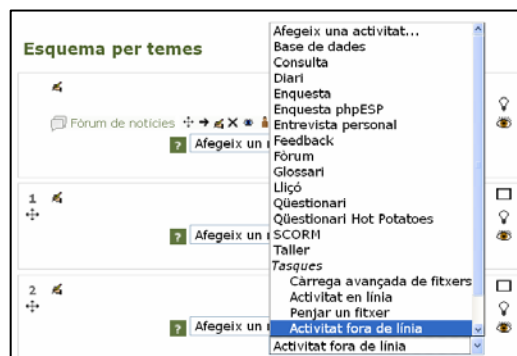 Esquema per temes
Fòrum de notícies
? Afegeix un r
1
? Afegeix un r
2
? Afegeix un r
Afegeix una activitat...
Base de dades
Consulta
Diari
Enquesta
Enquesta phpESP
Entrevista personal
Feedback
Fòrum
Glossari
Lliçó
Qüestionari
Qüestionari Hot Potatoes
SCORM
Taller
Tasques
Càrrega avançada de fitxers
Activitat en línia
Penjar un fitxer
Activitat fora de línia
Activitat fora de línia